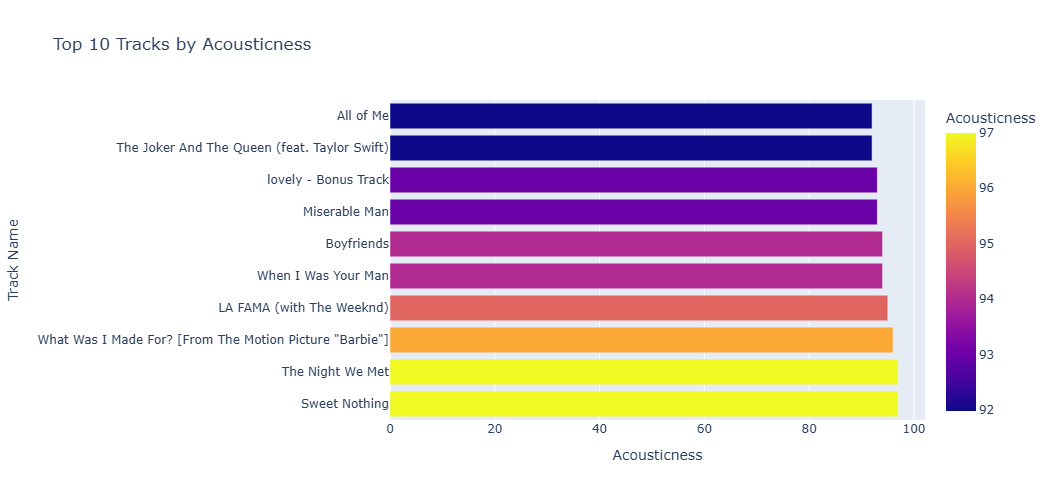 Top 10 Tracks by Acousticness
Track Name
All of Me
The Joker And The Queen (feat. Taylor Swift)
lovely - Bonus Track
Miserable Man
Boyfriends
When I Was Your Man
LA FAMA (with The Weeknd)
What Was I Made For? [From The Motion Picture "Barbie"]
The Night We Met
Sweet Nothing
0 20 40 60 80 100
Acousticness
Acousticness
97
96
95
94
93
92